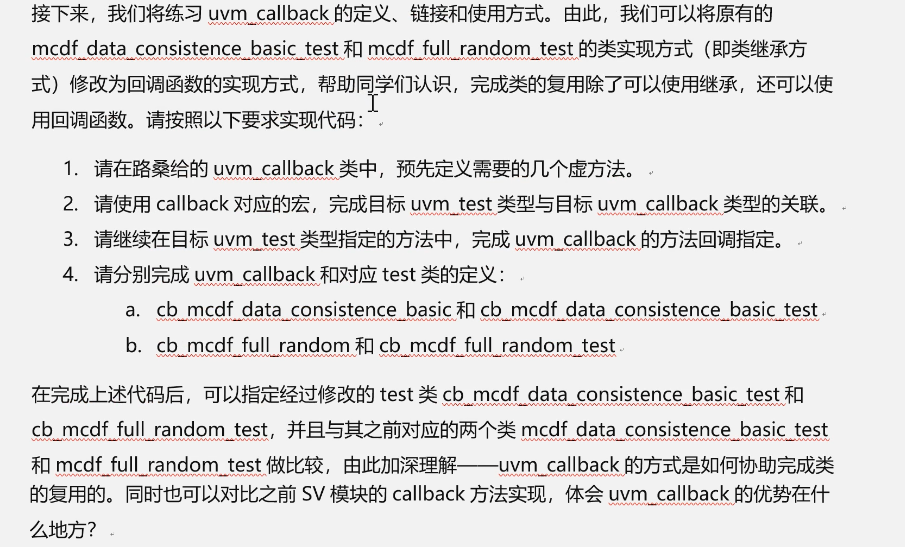 接下来，我们将练习 uvm_callback 的定义、链接和使用方式。由此，我们可以将原有的
mcdf_data_consistence_basic_test 和 mcdf_full_random_test 的类实现方式（即类继承方
式）修改为回调函数的实现方式，帮助同学们认识，完成类的复用除了可以使用继承，还可以使
用回调函数。请按照以下要求实现代码：
1. 请在路桑给的 uvm_callback 类中，预先定义需要的几个虚方法。
2. 请使用 callback 对应的宏，完成目标 uvm_test 类型与目标 uvm_callback 类型的关联。
3. 请继续在目标 uvm_test 类型指定的方法中，完成 uvm_callback 的方法回调指定。
4. 请分别完成 uvm_callback 和对应 test 类的定义：
a. cb_mcdf_data_consistence_basic 和 cb_mcdf_data_consistence_basic_test
b. cb_mcdf_full_random 和 cb_mcdf_full_random_test
在完成上述代码后，可以指定经过修改的 test 类 cb_mcdf_data_consistence_basic_test 和
cb_mcdf_full_random_test，并且与其之前对应的两个类 mcdf_data_consistence_basic_test
和 mcdf_full_random_test 做比较，由此加深理解——uvm_callback 的方式是如何协助完成类
的复用的。同时也可以对比之前 SV 模块的 callback 方法实现，体会 uvm_callback 的优势在什
么地方？